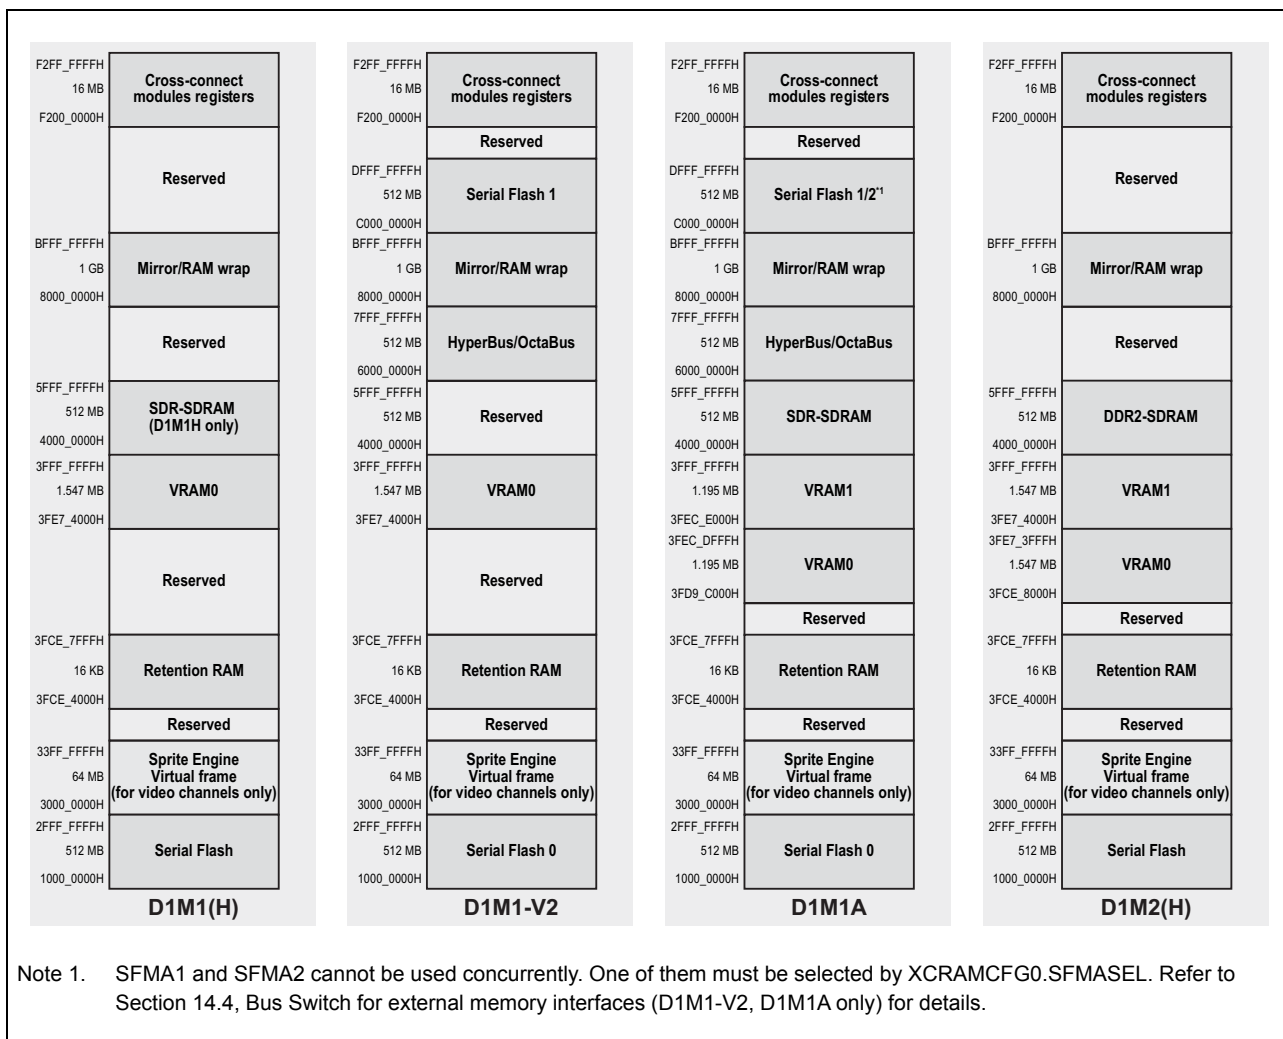 F2FF_FFFFH
16 MB
F200_0000H
Cross-connect
modules registers
Reserved
BFFF_FFFFH
1 GB
8000_0000H
Mirror/RAM wrap
Reserved
5FFF_FFFFH
512 MB
4000_0000H
SDR-SDRAM
(D1M1H only)
3FFF_FFFFH
1.547 MB
3FE7_4000H
VRAM0
Reserved
3FCE_7FFFH
16 KB
3FCE_4000H
Retention RAM
Reserved
33FF_FFFFH
64 MB
3000_0000H
Sprite Engine
Virtual frame
(for video channels only)
2FFF_FFFFH
512 MB
1000_0000H
Serial Flash
D1M1(H)
F2FF_FFFFH
16 MB
F200_0000H
Cross-connect
modules registers
Reserved
DFFF_FFFFH
512 MB
C000_0000H
Serial Flash 1
BFFF_FFFFH
1 GB
8000_0000H
Mirror/RAM wrap
7FFF_FFFFH
512 MB
6000_0000H
HyperBus/OctaBus
5FFF_FFFFH
512 MB
4000_0000H
Reserved
3FFF_FFFFH
1.547 MB
3FE7_4000H
VRAM0
Reserved
3FCE_7FFFH
16 KB
3FCE_4000H
Retention RAM
Reserved
33FF_FFFFH
64 MB
3000_0000H
Sprite Engine
Virtual frame
(for video channels only)
2FFF_FFFFH
512 MB
1000_0000H
Serial Flash 0
D1M1-V2
F2FF_FFFFH
16 MB
F200_0000H
Cross-connect
modules registers
Reserved
DFFF_FFFFH
512 MB
C000_0000H
Serial Flash 1/2*1
BFFF_FFFFH
1 GB
8000_0000H
Mirror/RAM wrap
7FFF_FFFFH
512 MB
6000_0000H
HyperBus/OctaBus
5FFF_FFFFH
512 MB
4000_0000H
SDR-SDRAM
3FFF_FFFFH
1.195 MB
3FEC_E000H
VRAM1
3FEC_DFFFH
1.195 MB
3FD9_C000H
VRAM0
Reserved
3FCE_7FFFH
16 KB
3FCE_4000H
Retention RAM
Reserved
33FF_FFFFH
64 MB
3000_0000H
Sprite Engine
Virtual frame
(for video channels only)
2FFF_FFFFH
512 MB
1000_0000H
Serial Flash 0
D1M1A
F2FF_FFFFH
16 MB
F200_0000H
Cross-connect
modules registers
Reserved
BFFF_FFFFH
1 GB
8000_0000H
Mirror/RAM wrap
Reserved
5FFF_FFFFH
512 MB
4000_0000H
DDR2-SDRAM
3FFF_FFFFH
1.547 MB
3FE7_4000H
VRAM1
3FE7_3FFFH
1.547 MB
3FCE_8000H
VRAM0
Reserved
3FCE_7FFFH
16 KB
3FCE_4000H
Retention RAM
Reserved
33FF_FFFFH
64 MB
3000_0000H
Sprite Engine
Virtual frame
(for video channels only)
2FFF_FFFFH
512 MB
1000_0000H
Serial Flash
D1M2(H)
Note 1. SFMA1 and SFMA2 cannot be used concurrently. One of them must be selected by XCRAMCFG0.SFMASEL. Refer to
Section 14.4, Bus Switch for external memory interfaces (D1M1-V2, D1M1A only) for details.